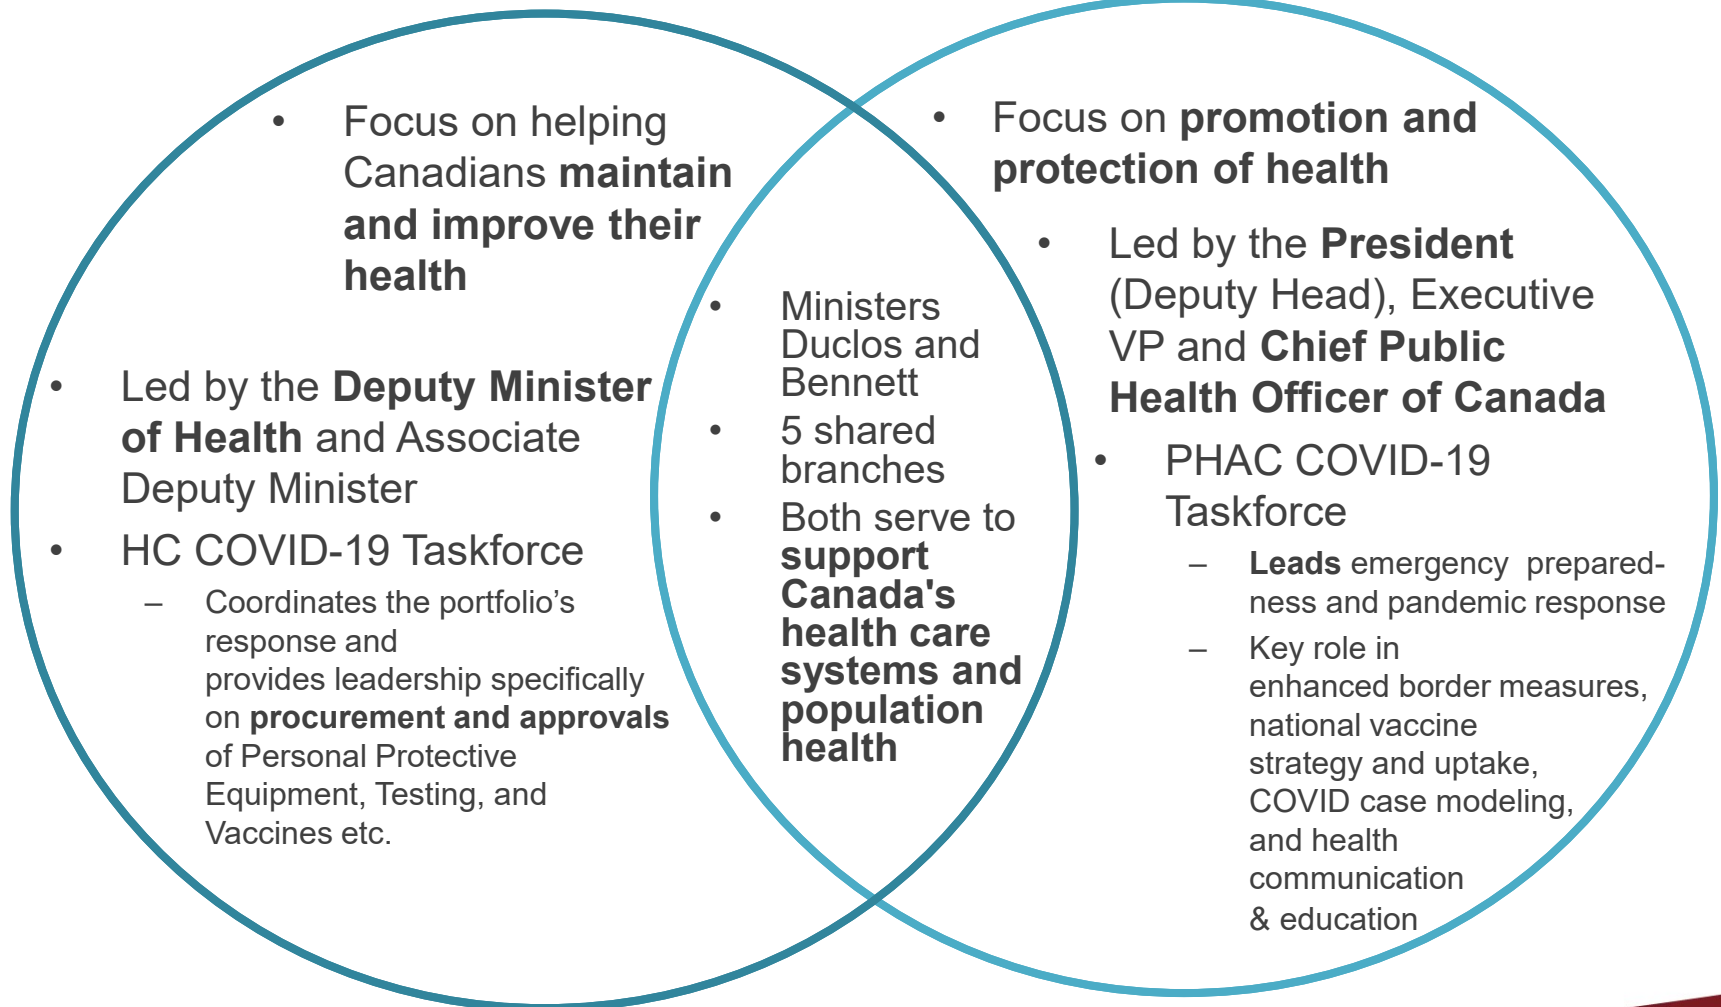 • Focus on helping
Canadians maintain
and improve their
health
• Led by the Deputy Minister
of Health and Associate
Deputy Minister
• HC COVID-19 Taskforce
– Coordinates the portfolio’s
response and
provides leadership specifically
on procurement and approvals
of Personal Protective
Equipment, Testing, and
Vaccines etc.
• Ministers
Duclos and
Bennett
• 5 shared
branches
• Both serve to
support
Canada's
health care
systems and
population
health
• Focus on promotion and
protection of health
• Led by the President
(Deputy Head), Executive
VP and Chief Public
Health Officer of Canada
• PHAC COVID-19
Taskforce
– Leads emergency prepared-
ness and pandemic response
– Key role in
enhanced border measures,
national vaccine
strategy and uptake,
COVID case modeling,
and health
communication
& education